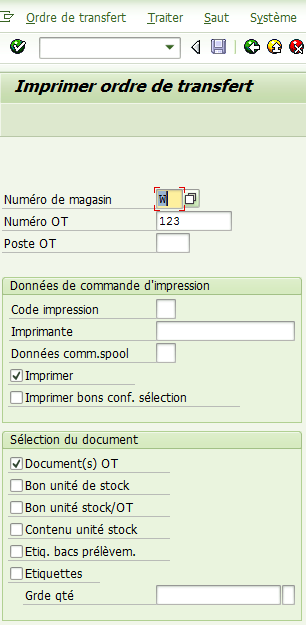 Ordre de transfert Traiter Saut Système
Imprimer ordre de transfert
Numéro de magasin W
Numéro OT 123
Poste OT
Données de commande d'impression
Code impression
Imprimante
Données comm.spool
Imprimer
Imprimer bons conf. sélection
Sélection du document
Document(s) OT
Bon unité de stock
Bon unité stock/OT
Contenu unité stock
Etiq. bacs prélèvem.
Etiquettes
Grde qté